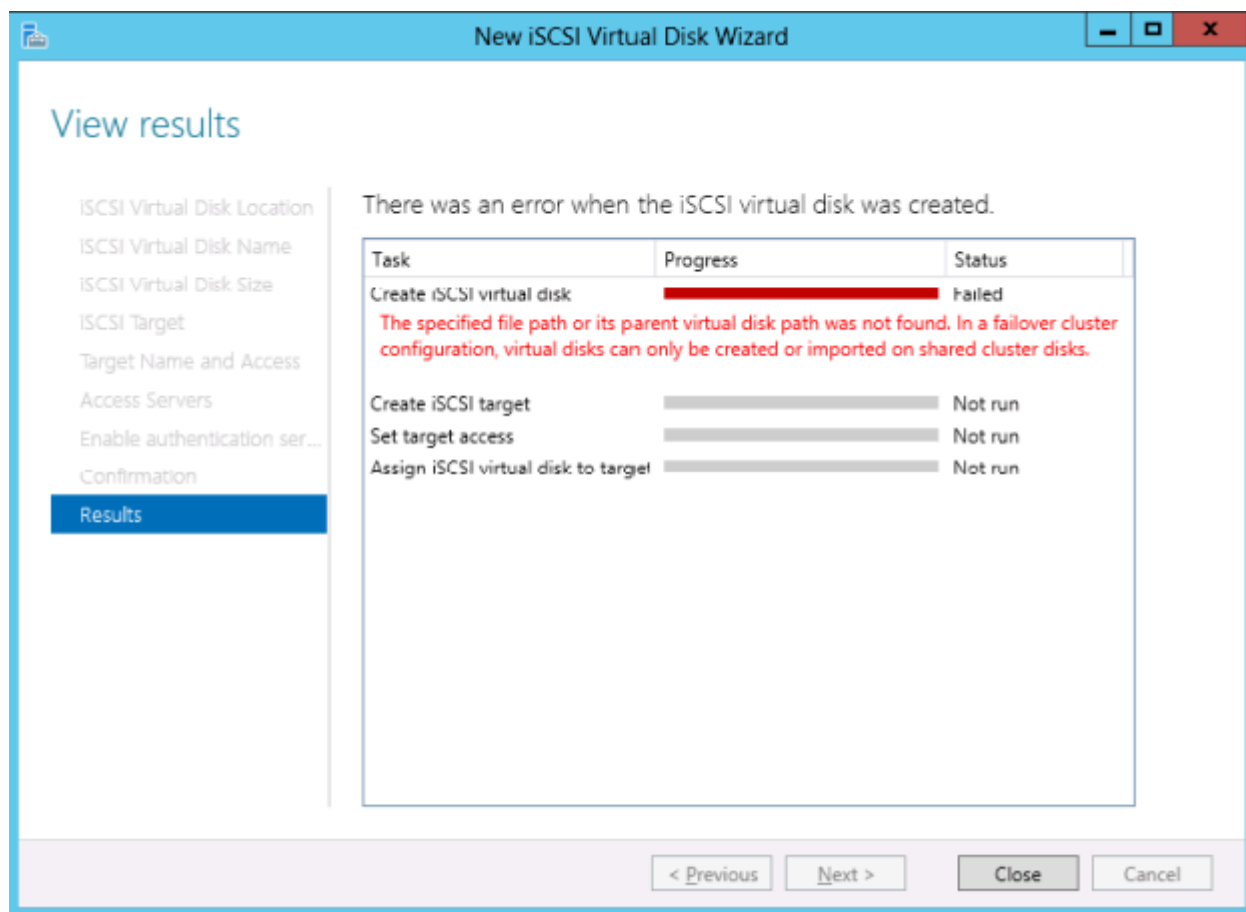 New iSCSI Virtual Disk Wizard
View results
iSCSI Virtual Disk Location
iSCSI Virtual Disk Name
iSCSI Virtual Disk Size
iSCSI Target
Target Name and Access
Access Servers
Enable authentication ser...
Confirmation
Results
There was an error when the iSCSI virtual disk was created.
Task Progress Status
Create iSCSI virtual disk Failed
The specified file path or its parent virtual disk path was not found. In a failover cluster
configuration, virtual disks can only be created or imported on shared cluster disks.
Create iSCSI target Not run
Set target access Not run
Assign iSCSI virtual disk to target Not run
< Previous Next > Close Cancel